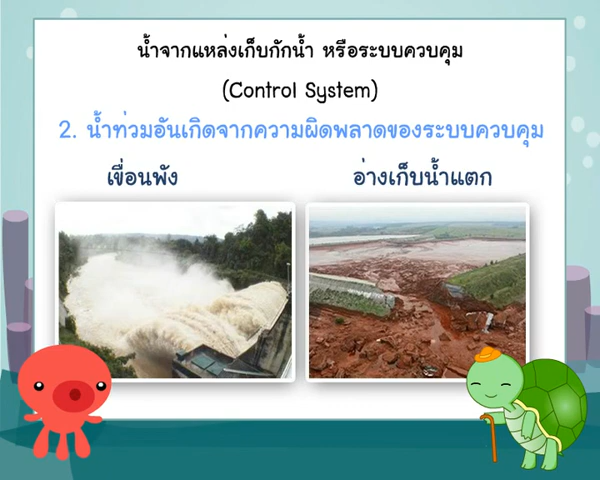 น้ำจากแหล่งเก็บกักน้ำ หรือระบบควบคุม
(Control System)
2. น้ำท่วมอันเกิดจากความผิดพลาดของระบบควบคุม
เขื่อนพัง อ่างเก็บน้ำแตก